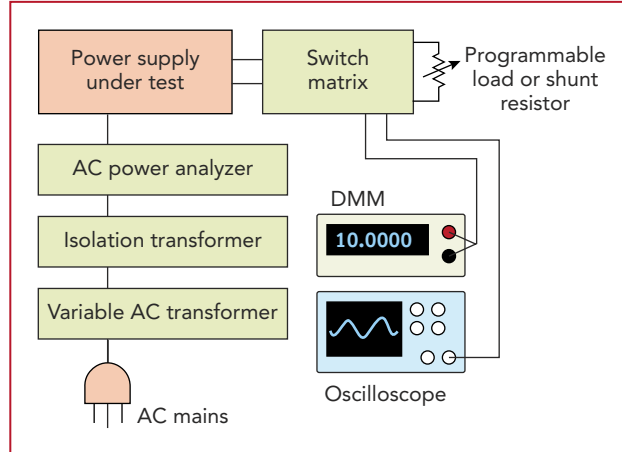 Power supply
under test
Switch
matrix
Programmable
load or shunt
resistor
AC power analyzer
DMM
10.0000
Isolation transformer
Variable AC transformer
Oscilloscope
AC mains